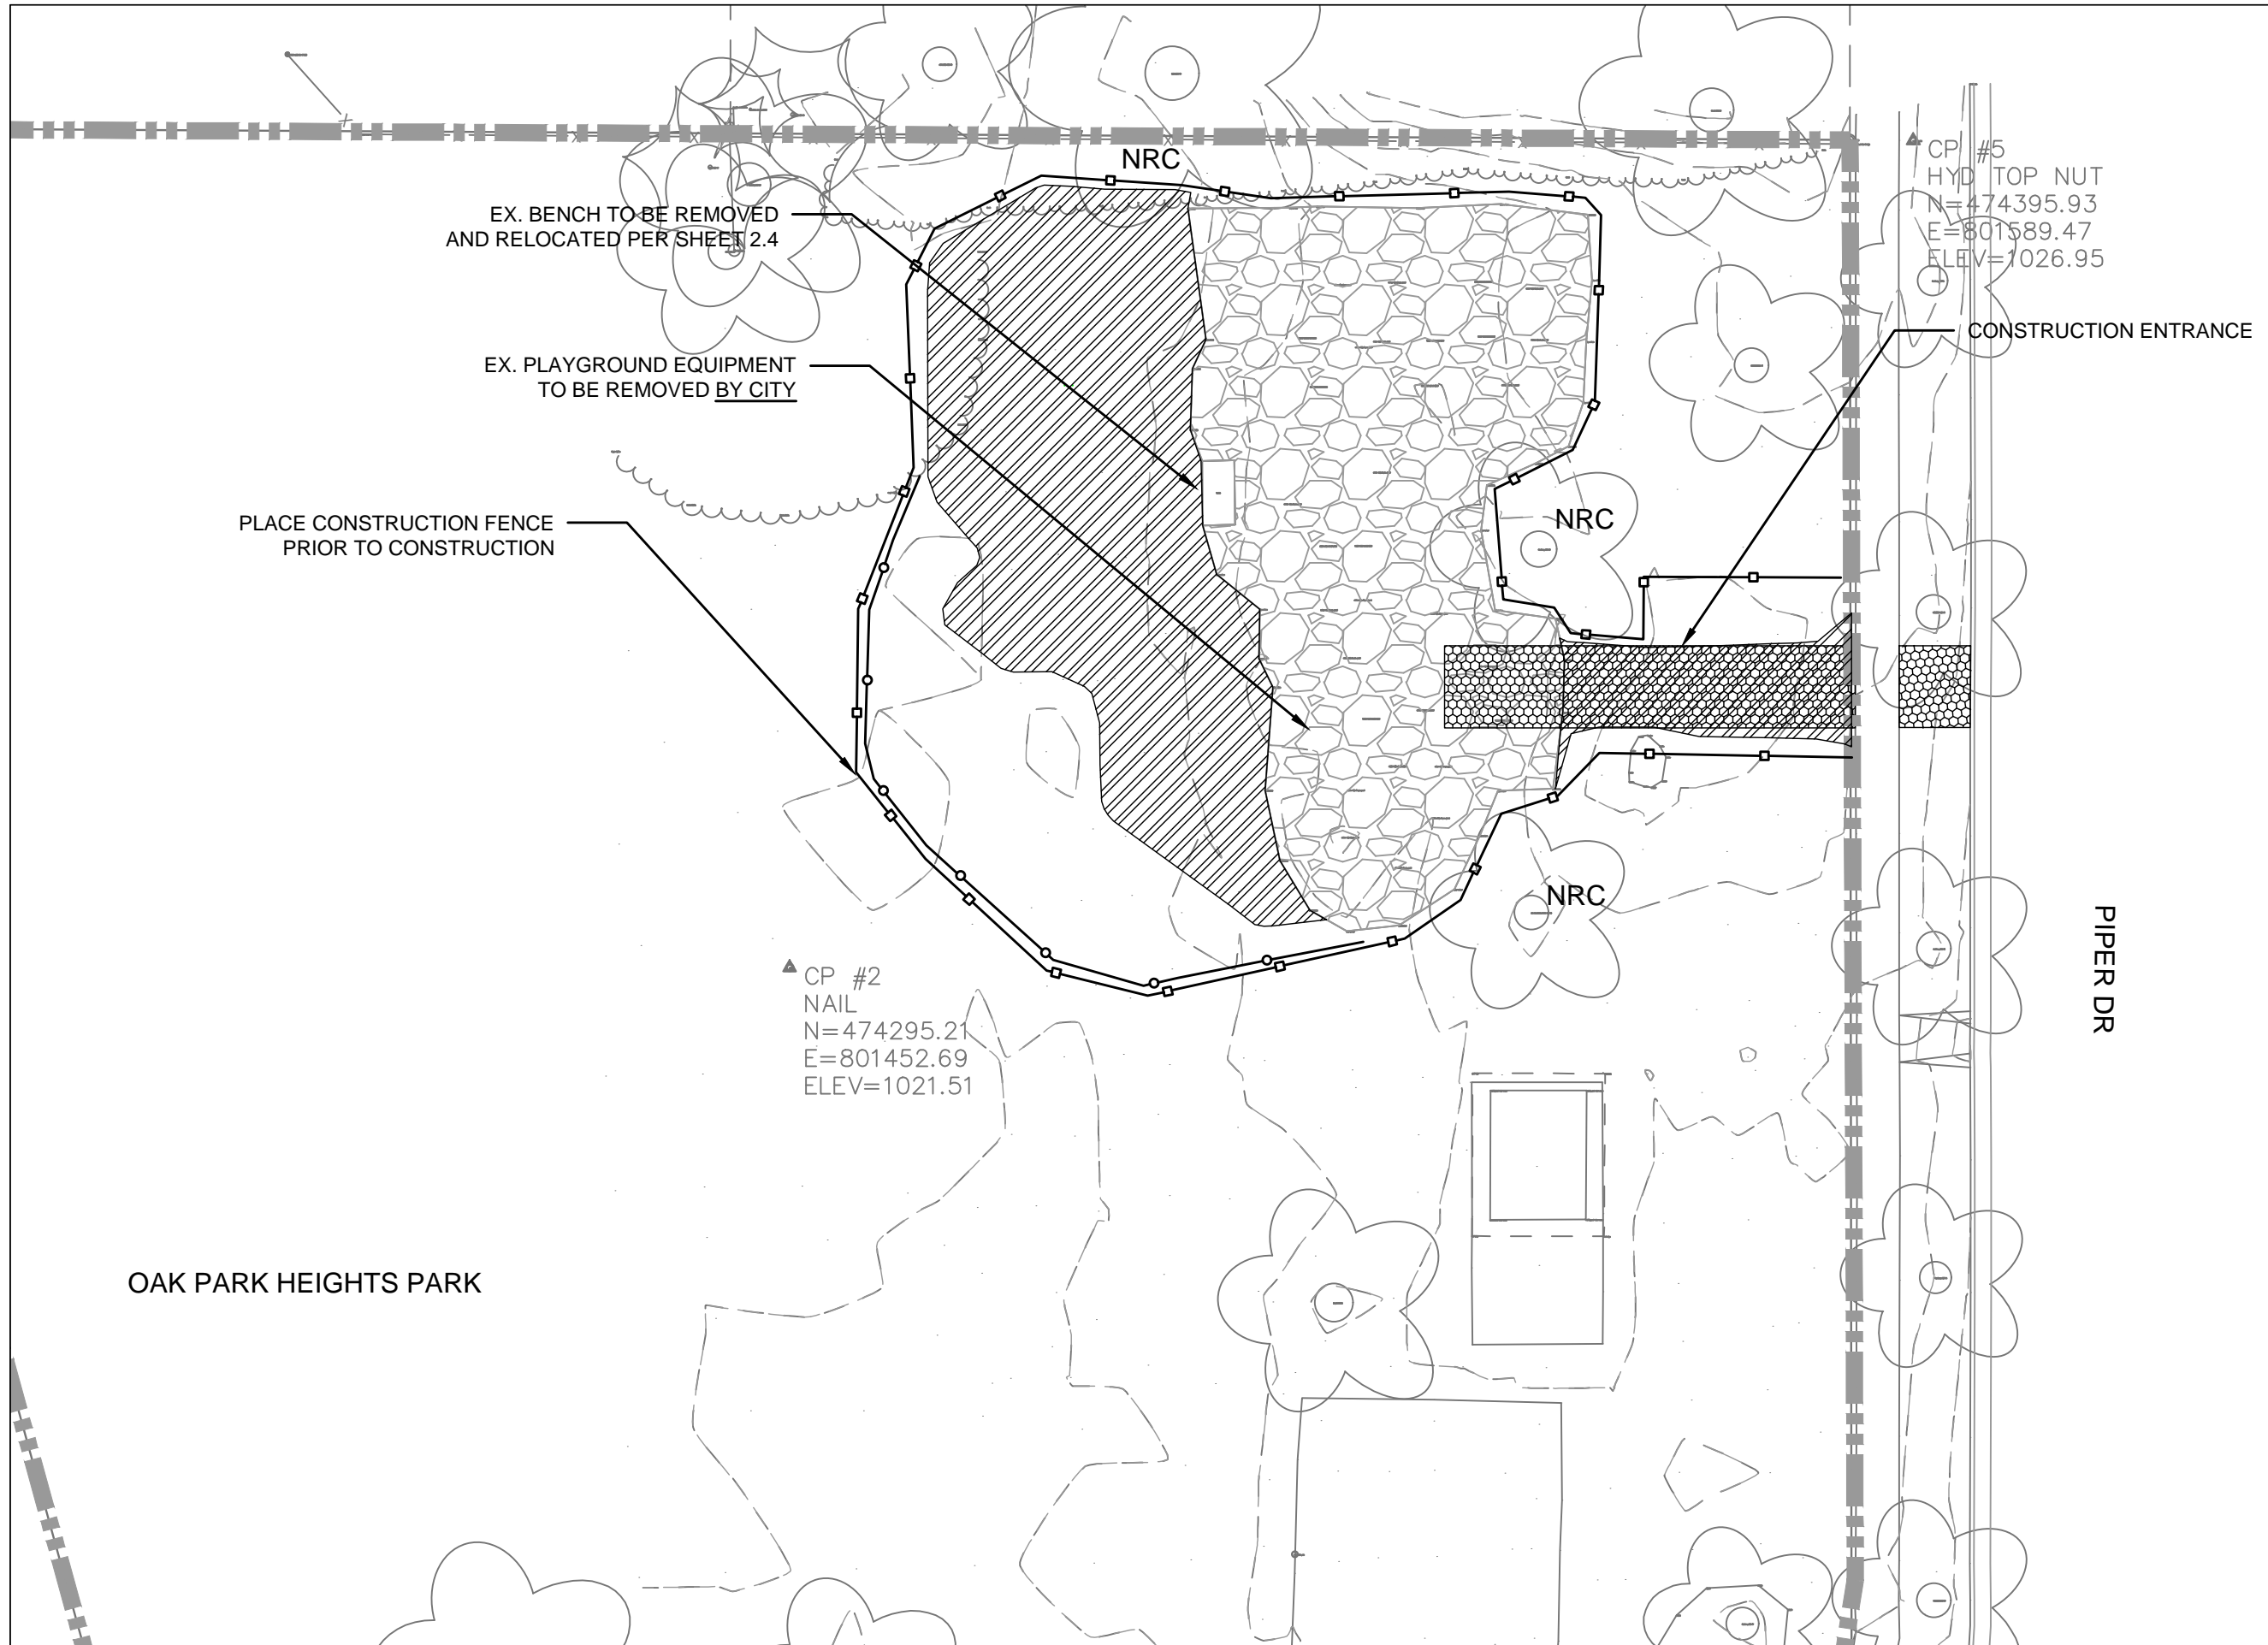 NRC
CP #5
HYD TOP NUT
N=474395.93
E=801589.47
ELEV=1026.95
EX. BENCH TO BE REMOVED
AND RELOCATED PER SHEET 2.4
CONSTRUCTION ENTRANCE
EX. PLAYGROUND EQUIPMENT
TO BE REMOVED BY CITY
PLACE CONSTRUCTION FENCE
PRIOR TO CONSTRUCTION
NRC
NRC
PIPER DR
CP #2
NAIL
N=474295.21
E=801452.69
ELEV=1021.51
OAK PARK HEIGHTS PARK